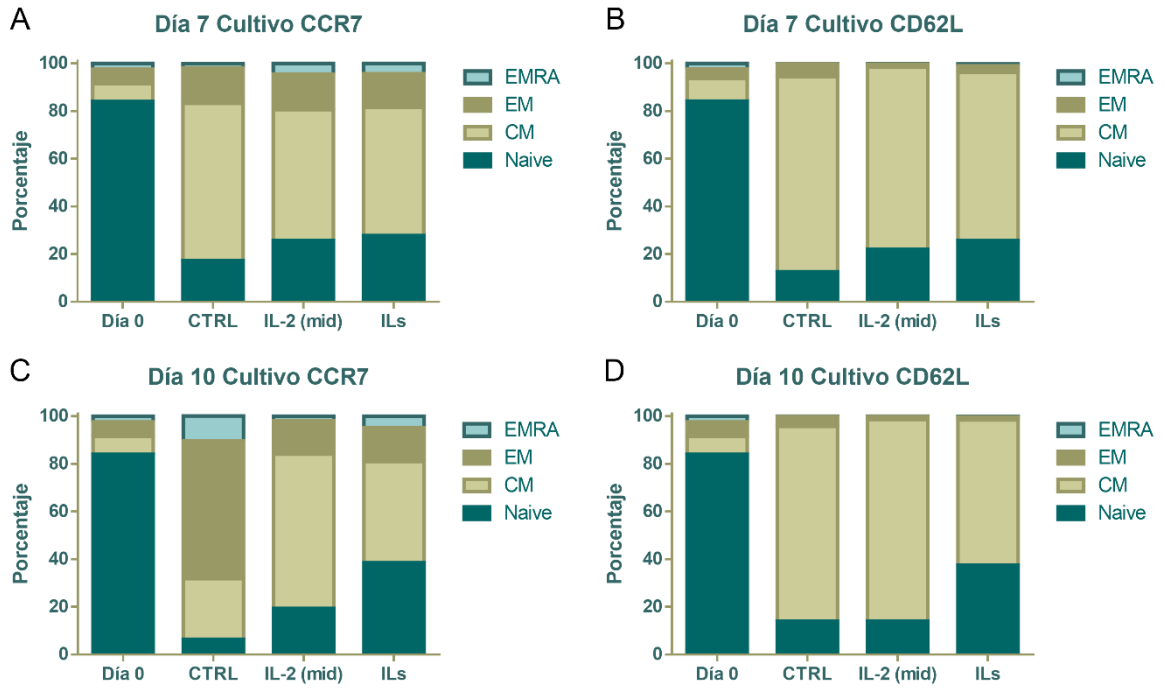 A
Día 7 Cultivo CCR7
Porcentaje
100
80
60
40
20
0
Día 0 CTRL IL-2 (mid) ILs
EMRA
EM
CM
Naive
B
Día 7 Cultivo CD62L
Porcentaje
100
80
60
40
20
0
Día 0 CTRL IL-2 (mid) ILs
EMRA
EM
CM
Naive
C
Día 10 Cultivo CCR7
Porcentaje
100
80
60
40
20
0
Día 0 CTRL IL-2 (mid) ILs
EMRA
EM
CM
Naive
D
Día 10 Cultivo CD62L
Porcentaje
100
80
60
40
20
0
Día 0 CTRL IL-2 (mid) ILs
EMRA
EM
CM
Naive